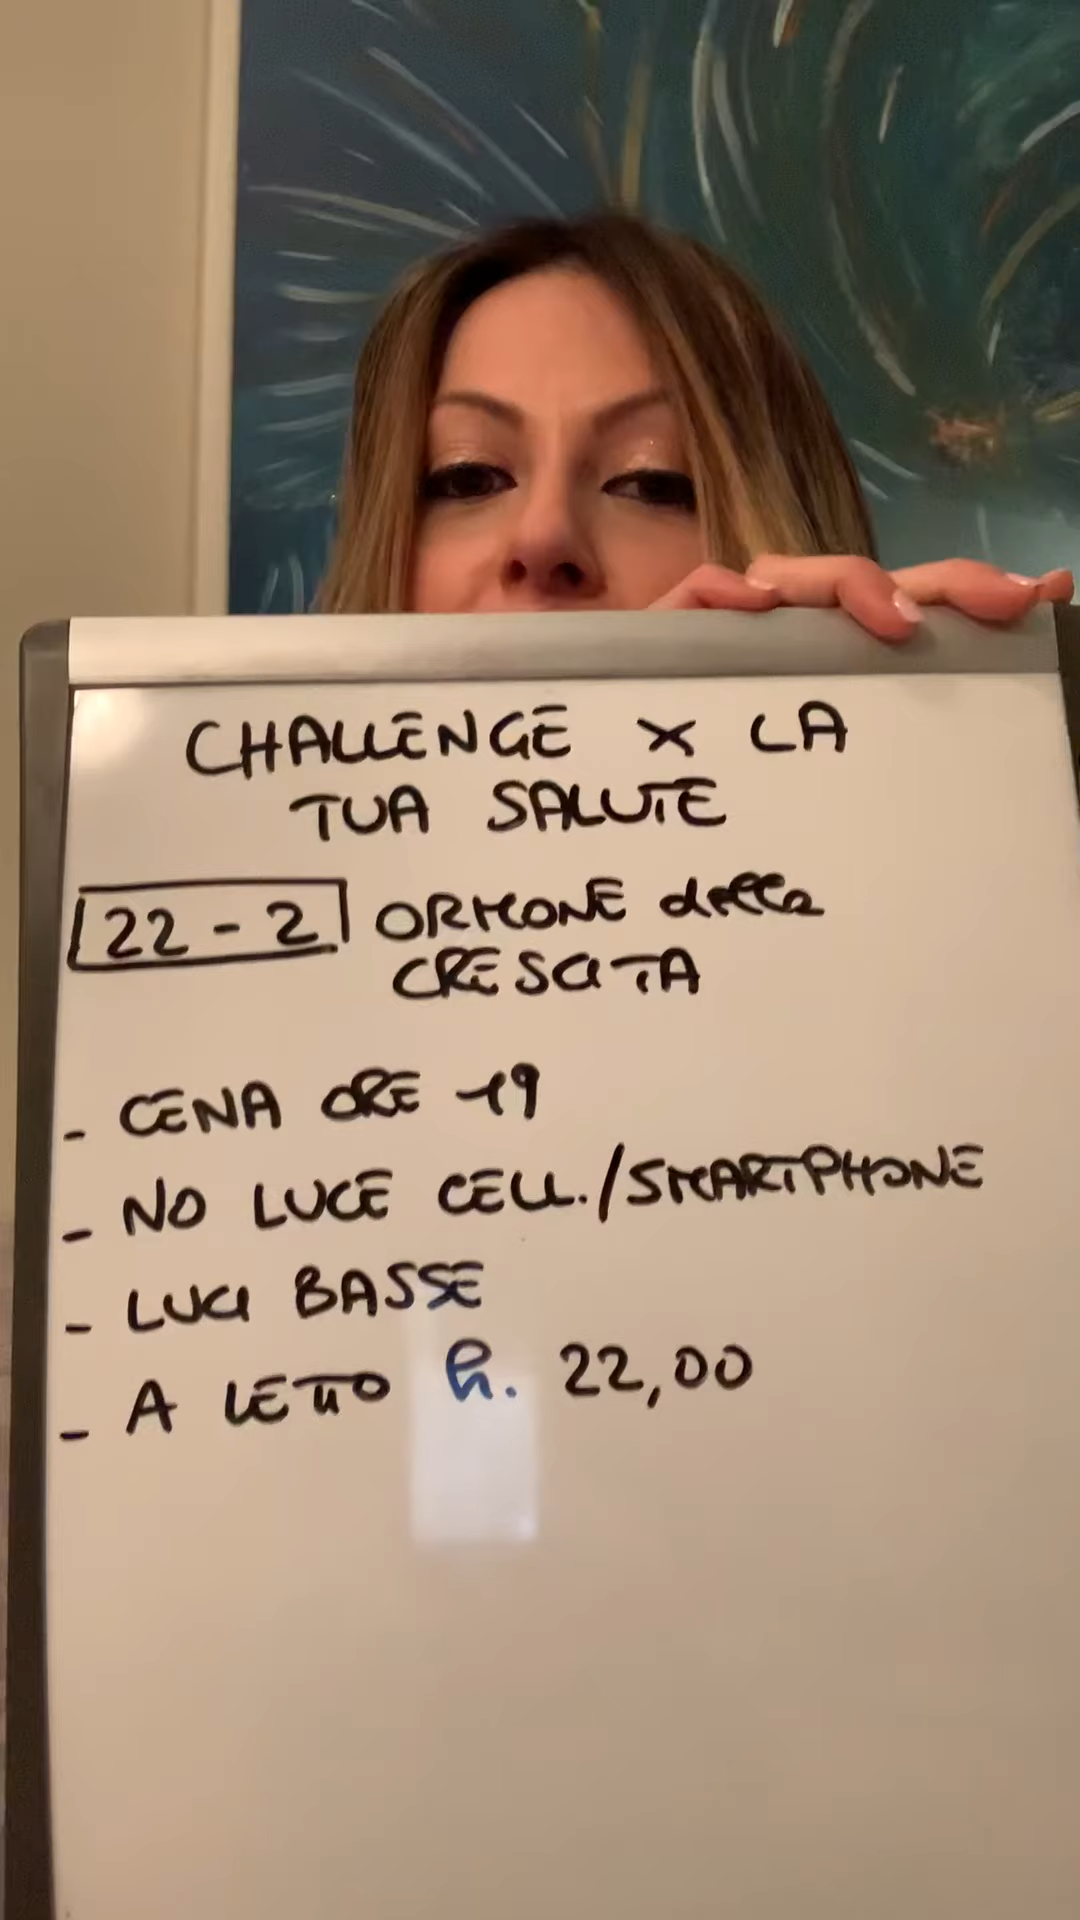 CHALLENGE X LA
TUA SALUTE
22 - 2 ORMONE della
CRESCITA
- CENA ORE 19
- NO LUCE CELL./SMARTPHONE
- LUCI BASSE
- A LETTO h. 22,00